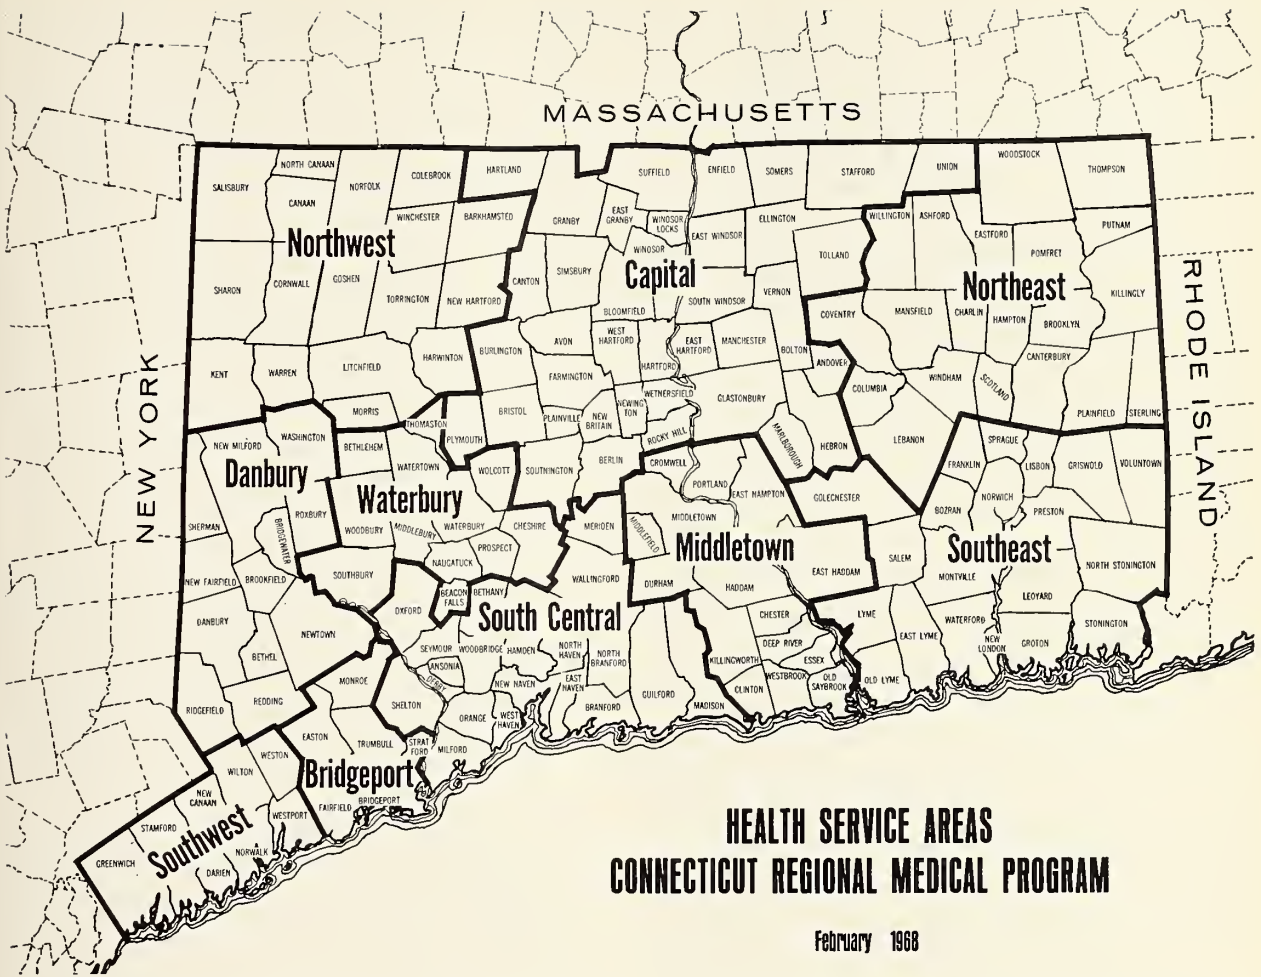 MASSACHUSETTS
NORTH CANAAN
HARTLAND
SUFFIELD
ENFIELD
SOMERS
STAFFORD
UNION
WOODSTOCK
THOMPSON
SALISBURY
NORFOLK
COLEBROOK
CANAAN
WINCHESTER
BARKHAMSTED
GRANBY
EAST
GRANBY
WINDSOR
LOCKS
ELLINGTON
WILLINGTON
ASHFORD
EASTFORD
PUTNAM
Northwest
WINDSOR
EAST WINDSOR
TOLLAND
POMFRET
SHARON
CORNWALL
GOSHEN
TORRINGTON
NEW HARTFORD
CANTON
SIMSBURY
Capital
SOUTH WINDSOR
VERNON
Northeast
KILLINGLY
RHODE ISLAND
BLOOMFIELD
COVENTRY
MANSFIELD
CHARLIN
HAMPTON
BROOKLYN
KENT
WARREN
LITCHFIELD
HARWINTON
BURLINGTON
AVON
WEST
HARTFORD
HARTFORD
EAST
HARTFORD
MANCHESTER
BOLTON
ANDOVER
CANTERBURY
FARMINGTON
COLUMBIA
WINDHAM
SCOTLAND
NEW YORK
MORRIS
THOMASTON
PLYMOUTH
BRISTOL
PLAINVILLE
NEW
BRITAIN
NEWING
TON
WETHERSFIELD
GLASTONBURY
PLAINFIELD
STERLING
ROCKY HILL
MARLBOROUGH
HEBRON
LEBANON
NEW MILFORD
WASHINGTON
BETHLEHEM
WATERTOWN
WOLCOTT
SOUTHINGTON
BERLIN
CROMWELL
PORTLAND
EAST HAMPTON
FRANKLIN
SPRAGUE
LISBON
GRISWOLD
VOLUNTOWN
Danbury
Waterbury
SHERMAN
BRIDGEWATER
ROXBURY
WOODBURY
MIDDLEBURY
WATERBURY
CHESHIRE
MERIDEN
MIDDLEFIELD
MIDDLETOWN
GOLECHESTER
BOZRAN
NORWICH
PRESTON
NAUGATUCK
PROSPECT
Middletown
Southeast
NEW FAIRFIELD
BROOKFIELD
SOUTHBURY
OXFORD
BEACON
FALLS
BETHANY
WALLINGFORD
DURHAM
HADDAM
EAST HADDAM
SALEM
MONTVILLE
NORTH STONINGTON
LEOYARD
South Central
DANBURY
BETHEL
NEWTOWN
SEYMOUR
WOODBRIDGE
HAMDEN
NORTH
HAVEN
NORTH
BRANFORD
CHESTER
DEEP RIVER
ESSEX
LYME
EAST LYME
WATERFORD
NEW
LONDON
GROTON
STONINGTON
ANSONIA
DERBY
NEW HAVEN
EAST
HAVEN
KILLINGWORTH
WESTBROOK
OLD
SAYBROOK
OLD LYME
RIDGEFIELD
REDDING
MONROE
SHELTON
ORANGE
WEST
HAVEN
BRANFORD
GUILFORD
MADISON
CLINTON
EASTON
TRUMBULL
STRAT
FORD
MILFORD
WILTON
WESTON
Bridgeport
FAIRFIELD
BRIDGEPORT
NEW
CANAAN
WESTPORT
STAMFORD
Southwest
NORWALK
GREENWICH
DARIEN
HEALTH SERVICE AREAS
CONNECTICUT REGIONAL MEDICAL PROGRAM
February 1968